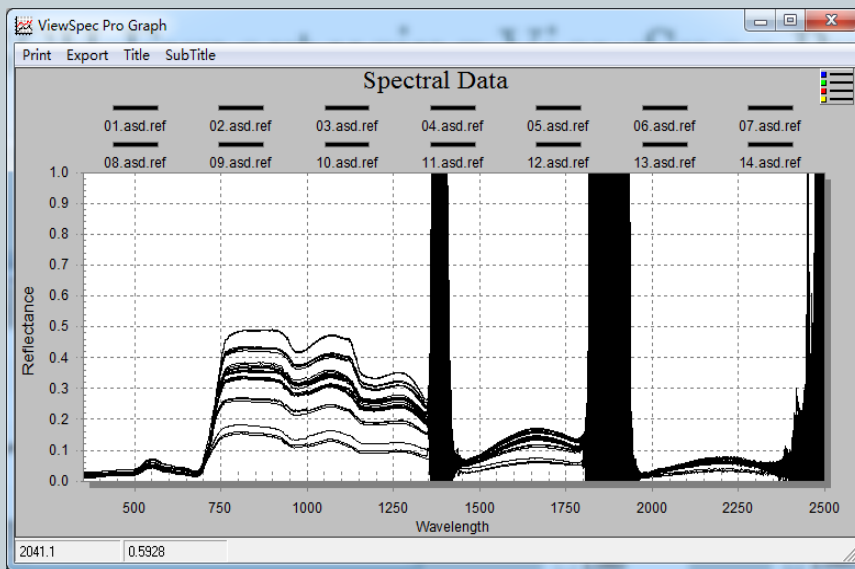 ViewSpec Pro Graph
Print Export Title SubTitle
Spectral Data
01.asd.ref 02.asd.ref 03.asd.ref 04.asd.ref 05.asd.ref 06.asd.ref 07.asd.ref
08.asd.ref 09.asd.ref 10.asd.ref 11.asd.ref 12.asd.ref 13.asd.ref 14.asd.ref
1.0
0.9
0.8
0.7
0.6
0.5
0.4
0.3
0.2
0.1
0.0
Reflectance
500 750 1000 1250 1500 1750 2000 2250 2500
Wavelength
2041.1 0.5928